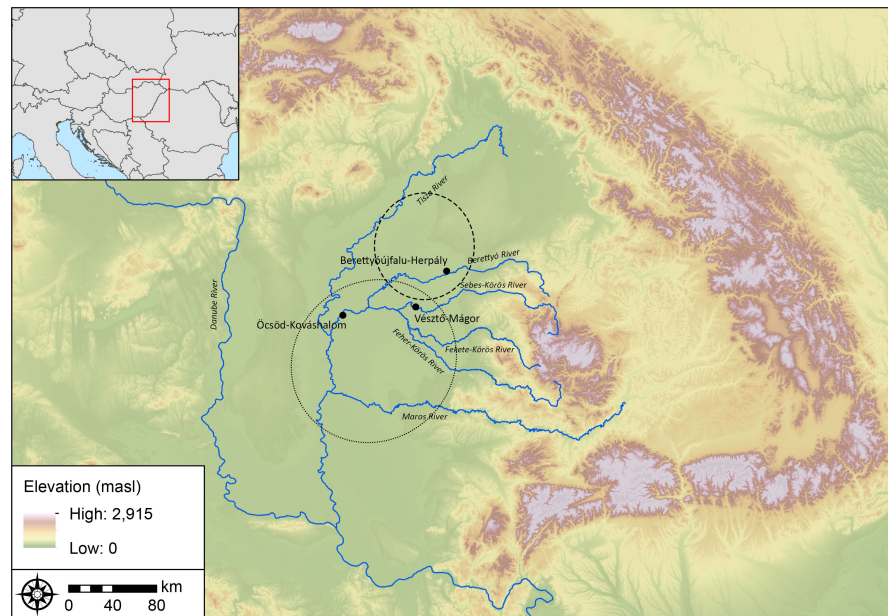 Tisza River
Berettyóújfalu-Herpály
Berettyó River
Sebes-Körös River
Danube River
Vésztő-Mágor
Öcsöd-Kováshalom
Feher-Körös River
Fekete-Körös River
Maros River
Elevation (masl)
High: 2,915
Low: 0
km
0 40 80